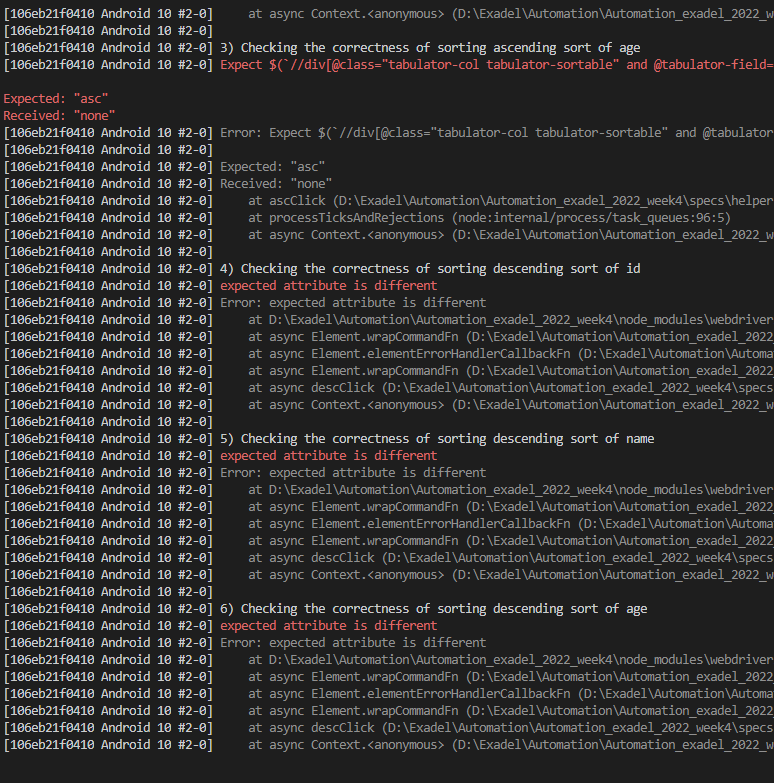 [106eb21f0410 Android 10 #2-0]     at async Context.<anonymous> (D:\Exadel\Automation\Automation_exadel_2022_w
[106eb21f0410 Android 10 #2-0]
[106eb21f0410 Android 10 #2-0] 3) Checking the correctness of sorting ascending sort of age
[106eb21f0410 Android 10 #2-0] Expect $(`//div[@class="tabulator-col tabulator-sortable" and @tabulator-field=
Expected: "asc"
Received: "none"
[106eb21f0410 Android 10 #2-0] Error: Expect $(`//div[@class="tabulator-col tabulator-sortable" and @tabulator
[106eb21f0410 Android 10 #2-0]
[106eb21f0410 Android 10 #2-0] Expected: "asc"
[106eb21f0410 Android 10 #2-0] Received: "none"
[106eb21f0410 Android 10 #2-0]     at ascClick (D:\Exadel\Automation\Automation_exadel_2022_week4\specs\helper
[106eb21f0410 Android 10 #2-0]     at processTicksAndRejections (node:internal/process/task_queues:96:5)
[106eb21f0410 Android 10 #2-0]     at async Context.<anonymous> (D:\Exadel\Automation\Automation_exadel_2022_w
[106eb21f0410 Android 10 #2-0]
[106eb21f0410 Android 10 #2-0] 4) Checking the correctness of sorting descending sort of id
[106eb21f0410 Android 10 #2-0] expected attribute is different
[106eb21f0410 Android 10 #2-0] Error: expected attribute is different
[106eb21f0410 Android 10 #2-0]     at D:\Exadel\Automation\Automation_exadel_2022_week4\node_modules\webdriver
[106eb21f0410 Android 10 #2-0]     at async Element.wrapCommandFn (D:\Exadel\Automation\Automation_exadel_2022_
[106eb21f0410 Android 10 #2-0]     at async Element.elementErrorHandlerCallbackFn (D:\Exadel\Automation\Automa
[106eb21f0410 Android 10 #2-0]     at async Element.wrapCommandFn (D:\Exadel\Automation\Automation_exadel_2022_
[106eb21f0410 Android 10 #2-0]     at async descClick (D:\Exadel\Automation\Automation_exadel_2022_week4\specs
[106eb21f0410 Android 10 #2-0]     at async Context.<anonymous> (D:\Exadel\Automation\Automation_exadel_2022_w
[106eb21f0410 Android 10 #2-0]
[106eb21f0410 Android 10 #2-0] 5) Checking the correctness of sorting descending sort of name
[106eb21f0410 Android 10 #2-0] expected attribute is different
[106eb21f0410 Android 10 #2-0] Error: expected attribute is different
[106eb21f0410 Android 10 #2-0]     at D:\Exadel\Automation\Automation_exadel_2022_week4\node_modules\webdriver
[106eb21f0410 Android 10 #2-0]     at async Element.wrapCommandFn (D:\Exadel\Automation\Automation_exadel_2022_
[106eb21f0410 Android 10 #2-0]     at async Element.elementErrorHandlerCallbackFn (D:\Exadel\Automation\Automa
[106eb21f0410 Android 10 #2-0]     at async Element.wrapCommandFn (D:\Exadel\Automation\Automation_exadel_2022_
[106eb21f0410 Android 10 #2-0]     at async descClick (D:\Exadel\Automation\Automation_exadel_2022_week4\specs
[106eb21f0410 Android 10 #2-0]     at async Context.<anonymous> (D:\Exadel\Automation\Automation_exadel_2022_w
[106eb21f0410 Android 10 #2-0]
[106eb21f0410 Android 10 #2-0] 6) Checking the correctness of sorting descending sort of age
[106eb21f0410 Android 10 #2-0] expected attribute is different
[106eb21f0410 Android 10 #2-0] Error: expected attribute is different
[106eb21f0410 Android 10 #2-0]     at D:\Exadel\Automation\Automation_exadel_2022_week4\node_modules\webdriver
[106eb21f0410 Android 10 #2-0]     at async Element.wrapCommandFn (D:\Exadel\Automation\Automation_exadel_2022_
[106eb21f0410 Android 10 #2-0]     at async Element.elementErrorHandlerCallbackFn (D:\Exadel\Automation\Automa
[106eb21f0410 Android 10 #2-0]     at async Element.wrapCommandFn (D:\Exadel\Automation\Automation_exadel_2022_
[106eb21f0410 Android 10 #2-0]     at async descClick (D:\Exadel\Automation\Automation_exadel_2022_week4\specs
[106eb21f0410 Android 10 #2-0]     at async Context.<anonymous> (D:\Exadel\Automation\Automation_exadel_2022_w